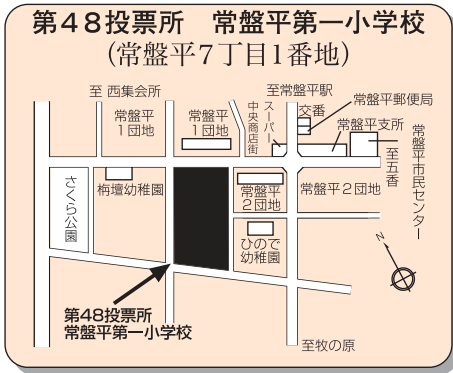 第48投票所　常盤平第一小学校
（常盤平7丁目1番地）
至 西集会所
至常盤平駅
常盤平
1団地
常盤平
1団地
中央商店街
スーパー
交番
常盤平郵便局
常盤平支所
至五香
常盤平市民センター
さくら公園
栴壇幼稚園
常盤平
2団地
常盤平2団地
ひので
幼稚園
N
第48投票所
常盤平第一小学校
至牧の原